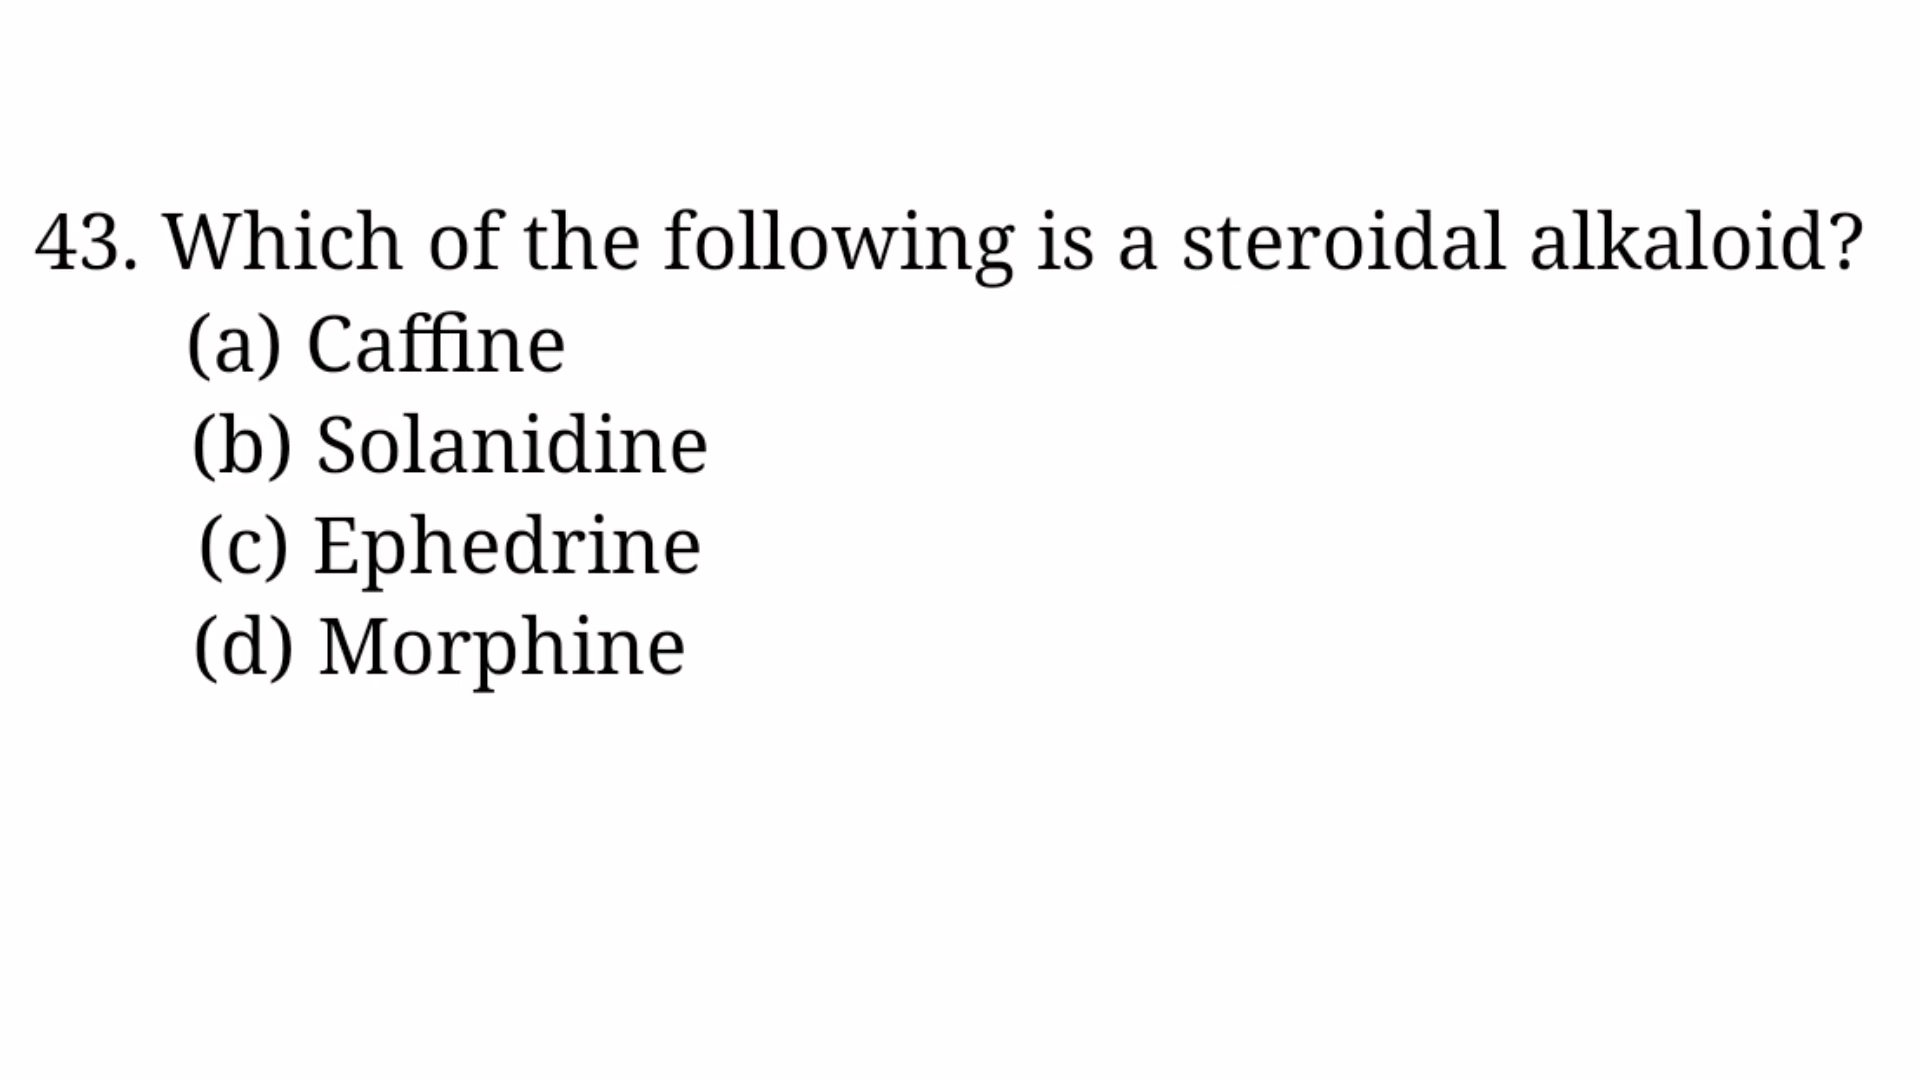 43. Which of the following is a steroidal alkaloid?
(a) Caffine
(b) Solanidine
(c) Ephedrine
(d) Morphine